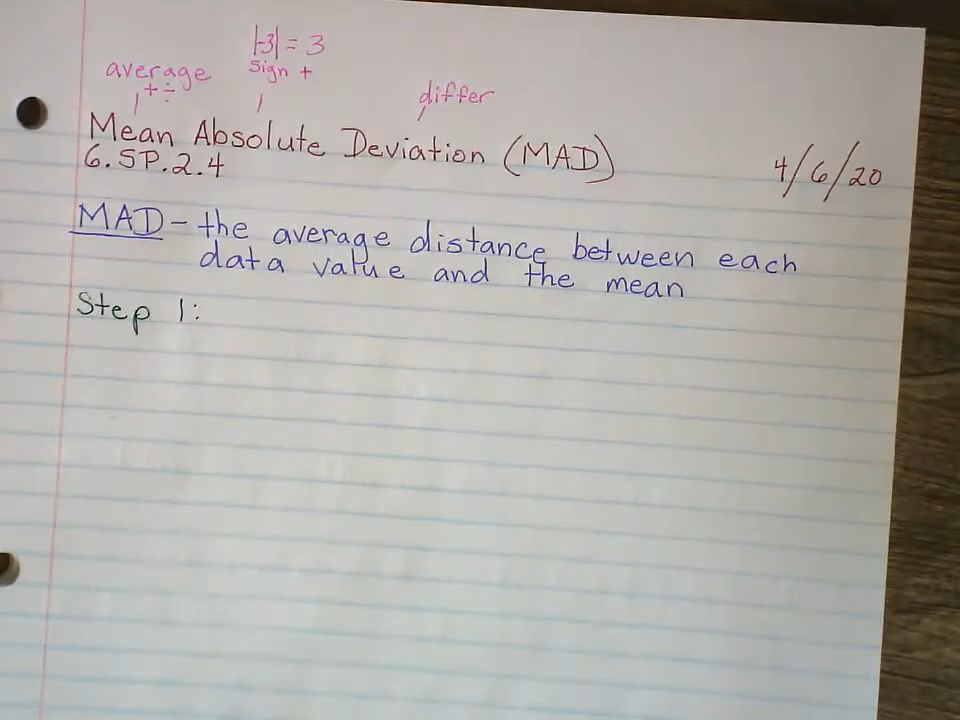 |-3| = 3
average sign +
+ ÷
differ
Mean Absolute Deviation (MAD)
6.SP.2.4 4/6/20
MAD - the average distance between each
data value and the mean
Step 1: